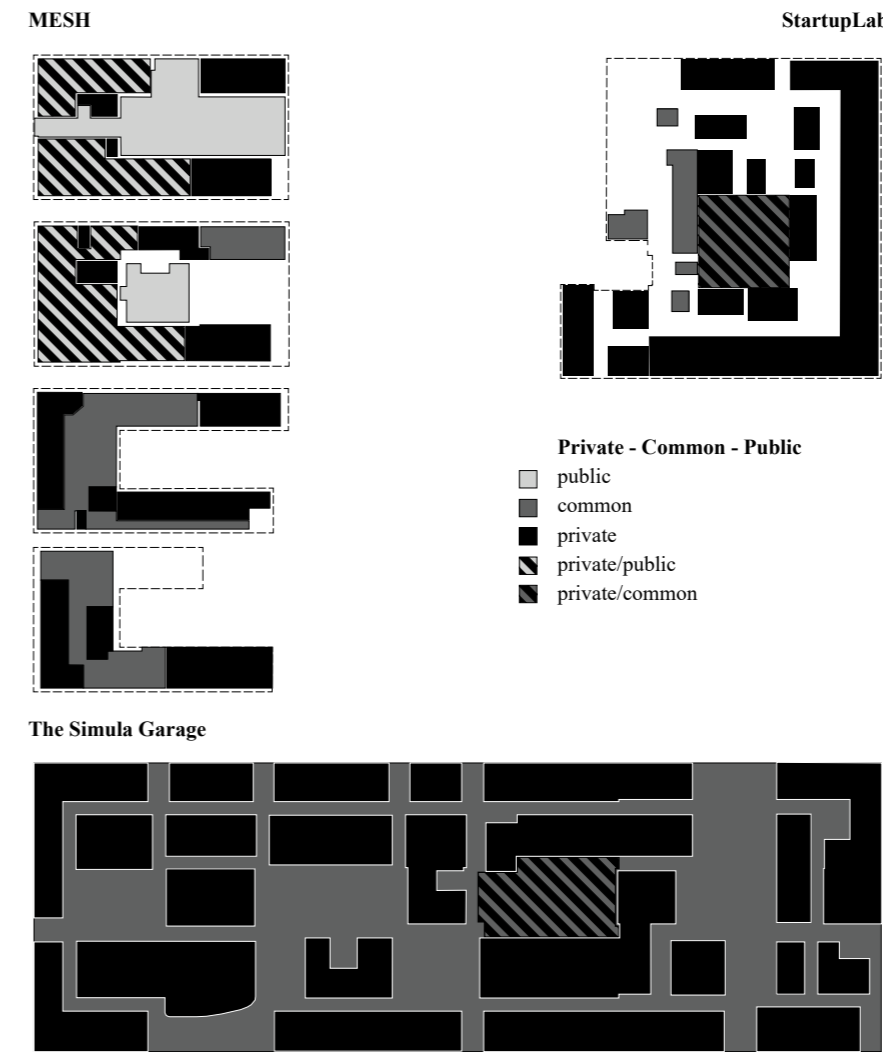 MESH
StartupLab
Private - Common - Public
public
common
private
private/public
private/common
The Simula Garage